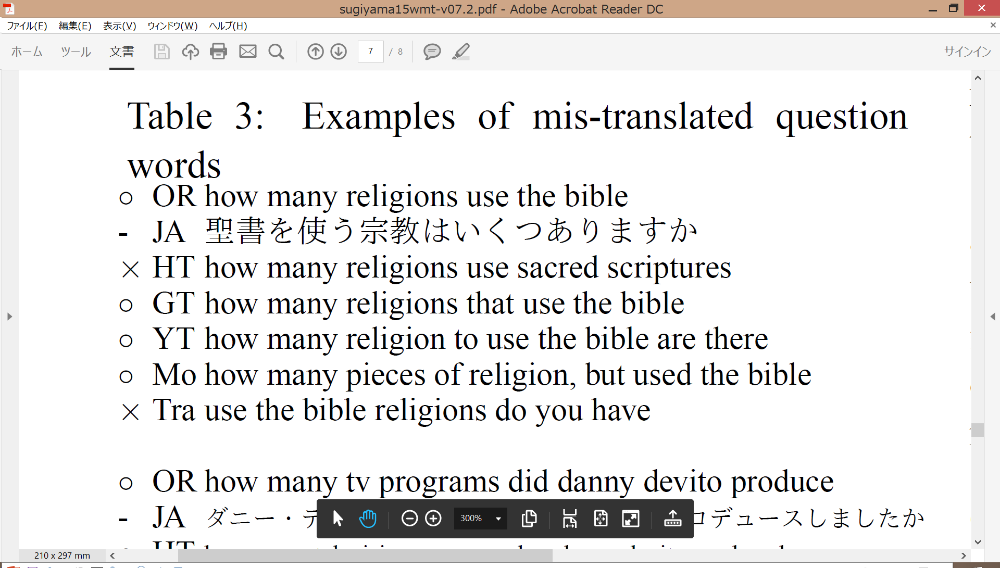 sugiyama15wmt-v07.2.pdf - Adobe Acrobat Reader DC
ファイル(F) 編集(E) 表示(V) ウィンドウ(W) ヘルプ(H)
ホーム ツール 文書 7 / 8 サインイン
Table 3: Examples of mis-translated question
words
○ OR how many religions use the bible
- JA 聖書を使う宗教はいくつありますか
× HT how many religions use sacred scriptures
○ GT how many religions that use the bible
○ YT how many religion to use the bible are there
○ Mo how many pieces of religion, but used the bible
× Tra use the bible religions do you have
○ OR how many tv programs did danny devito produce
- JA ダニー・デ
コデュースしましたか
300%
210 x 297 mm